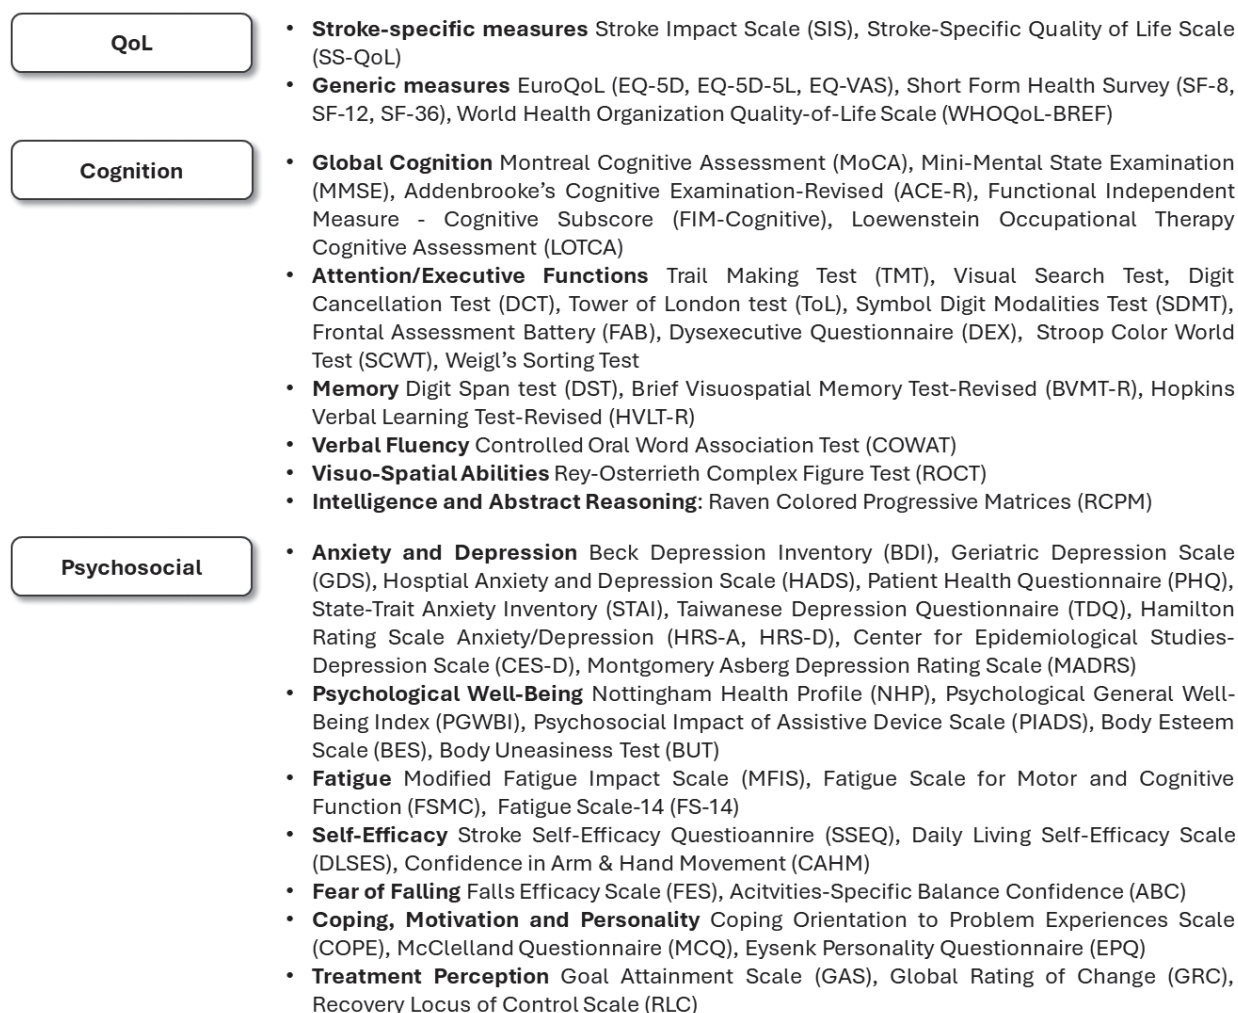 QoL
• Stroke-specific measures Stroke Impact Scale (SIS), Stroke-Specific Quality of Life Scale
(SS-QoL)
• Generic measures EuroQoL (EQ-5D, EQ-5D-5L, EQ-VAS), Short Form Health Survey (SF-8,
SF-12, SF-36), World Health Organization Quality-of-Life Scale (WHOQoL-BREF)
Cognition
• Global Cognition Montreal Cognitive Assessment (MoCA), Mini-Mental State Examination
(MMSE), Addenbrooke's Cognitive Examination-Revised (ACE-R), Functional Independent
Measure - Cognitive Subscore (FIM-Cognitive), Loewenstein Occupational Therapy
Cognitive Assessment (LOTCA)
• Attention/Executive Functions Trail Making Test (TMT), Visual Search Test, Digit
Cancellation Test (DCT), Tower of London test (ToL), Symbol Digit Modalities Test (SDMT),
Frontal Assessment Battery (FAB), Dysexecutive Questionnaire (DEX), Stroop Color World
Test (SCWT), Weigl's Sorting Test
• Memory Digit Span test (DST), Brief Visuospatial Memory Test-Revised (BVMT-R), Hopkins
Verbal Learning Test-Revised (HVLT-R)
• Verbal Fluency Controlled Oral Word Association Test (COWAT)
• Visuo-Spatial Abilities Rey-Osterrieth Complex Figure Test (ROCT)
• Intelligence and Abstract Reasoning: Raven Colored Progressive Matrices (RCPM)
Psychosocial
• Anxiety and Depression Beck Depression Inventory (BDI), Geriatric Depression Scale
(GDS), Hosptial Anxiety and Depression Scale (HADS), Patient Health Questionnaire (PHQ),
State-Trait Anxiety Inventory (STAI), Taiwanese Depression Questionnaire (TDQ), Hamilton
Rating Scale Anxiety/Depression (HRS-A, HRS-D), Center for Epidemiological Studies-
Depression Scale (CES-D), Montgomery Asberg Depression Rating Scale (MADRS)
• Psychological Well-Being Nottingham Health Profile (NHP), Psychological General Well-
Being Index (PGWBI), Psychosocial Impact of Assistive Device Scale (PIADS), Body Esteem
Scale (BES), Body Uneasiness Test (BUT)
• Fatigue Modified Fatigue Impact Scale (MFIS), Fatigue Scale for Motor and Cognitive
Function (FSMC), Fatigue Scale-14 (FS-14)
• Self-Efficacy Stroke Self-Efficacy Questioannire (SSEQ), Daily Living Self-Efficacy Scale
(DLSES), Confidence in Arm & Hand Movement (CAHM)
• Fear of Falling Falls Efficacy Scale (FES), Acitvities-Specific Balance Confidence (ABC)
• Coping, Motivation and Personality Coping Orientation to Problem Experiences Scale
(COPE), McClelland Questionnaire (MCQ), Eysenk Personality Questionnaire (EPQ)
• Treatment Perception Goal Attainment Scale (GAS), Global Rating of Change (GRC),
Recovery Locus of Control Scale (RLC)